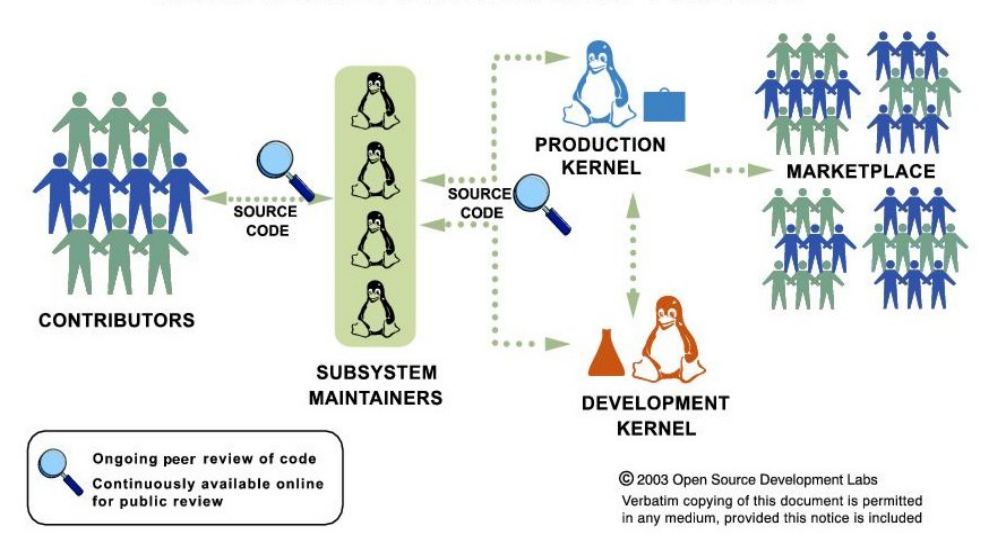 PRODUCTION
KERNEL
MARKETPLACE
SOURCE
CODE
SOURCE
CODE
CONTRIBUTORS
SUBSYSTEM
MAINTAINERS
DEVELOPMENT
KERNEL
Ongoing peer review of code
Continuously available online
for public review
© 2003 Open Source Development Labs
Verbatim copying of this document is permitted
in any medium, provided this notice is included